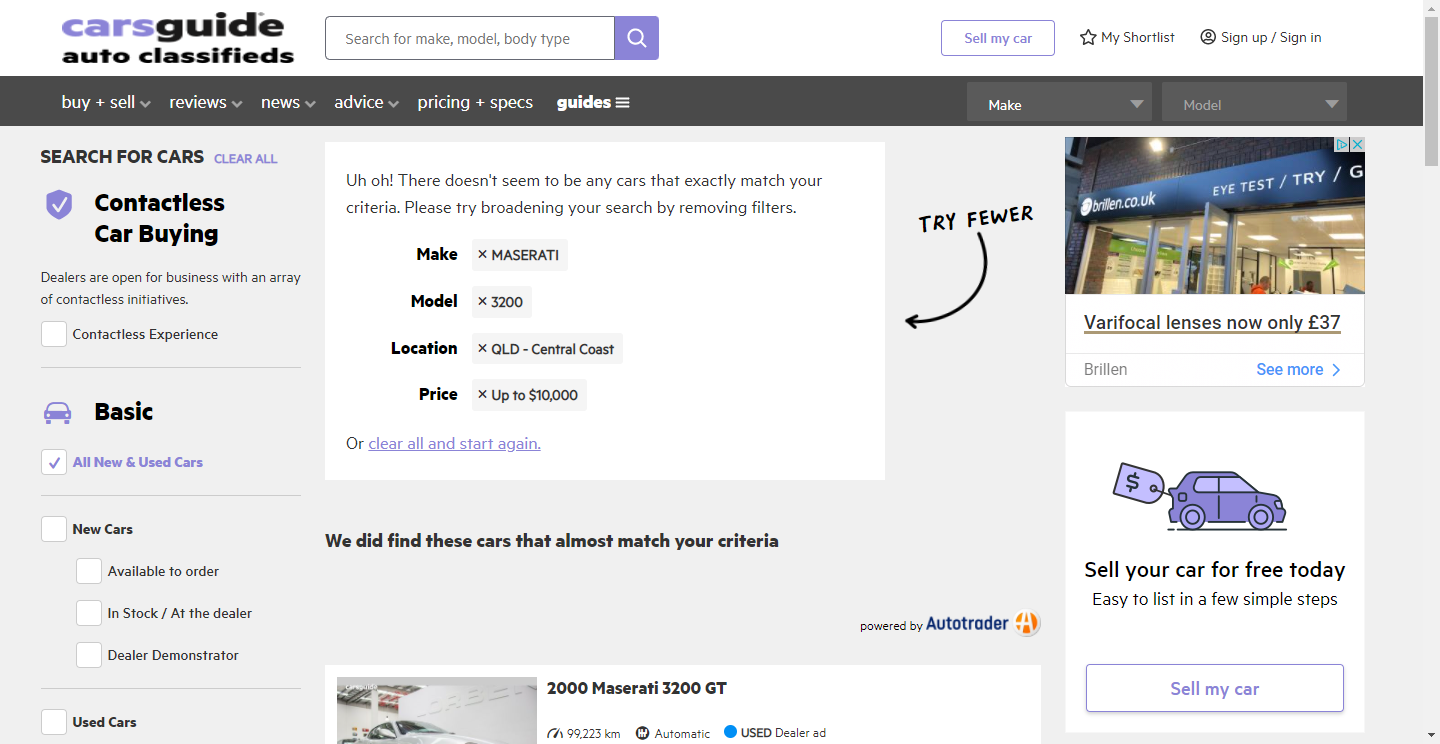 carsguide
auto classifieds
Search for make, model, body type
Sell my car
My Shortlist
Sign up / Sign in
buy + sell
reviews
news
advice
pricing + specs
guides
Make
Model
SEARCH FOR CARS CLEAR ALL
Contactless
Car Buying
Dealers are open for business with an array
of contactless initiatives.
Contactless Experience
Basic
All New & Used Cars
New Cars
Available to order
In Stock / At the dealer
Dealer Demonstrator
Used Cars
Uh oh! There doesn't seem to be any cars that exactly match your
criteria. Please try broadening your search by removing filters.
Make × MASERATI
Model × 3200
Location × QLD - Central Coast
Price × Up to $10,000
Or clear all and start again.
TRY FEWER
We did find these cars that almost match your criteria
powered by Autotrader
carsguide
2000 Maserati 3200 GT
99,223 km
Automatic
USED Dealer ad
EYE TEST / TRY / G
brillen.co.uk
Varifocal lenses now only £37
Brillen
See more
$
Sell your car for free today
Easy to list in a few simple steps
Sell my car